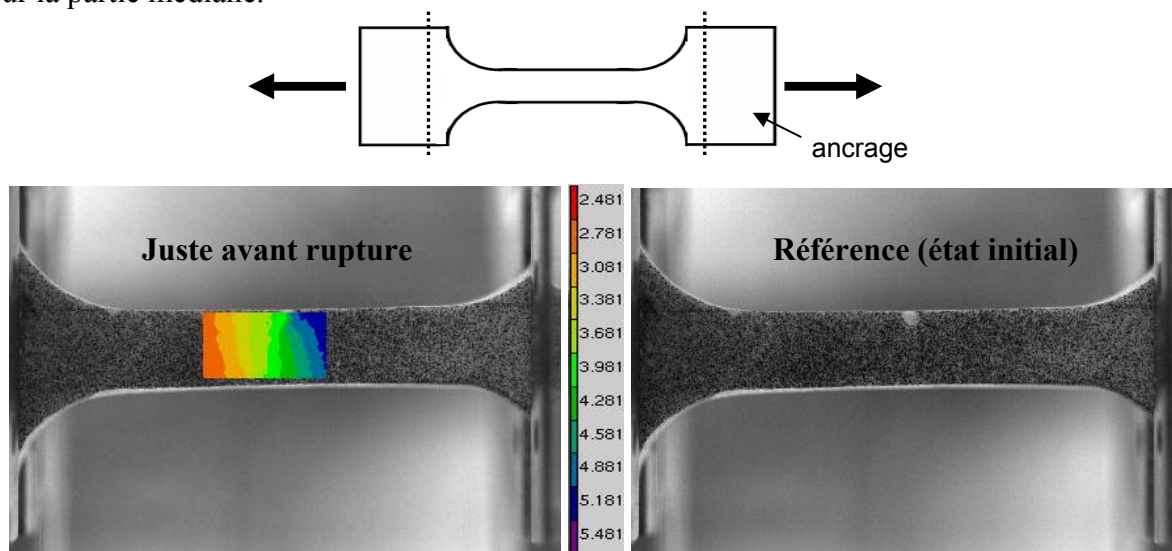 ur la partie médiane.
ancrage
Juste avant rupture
2.481
2.781
3.081
3.381
3.681
3.981
4.281
4.581
4.881
5.181
5.481
Référence (état initial)